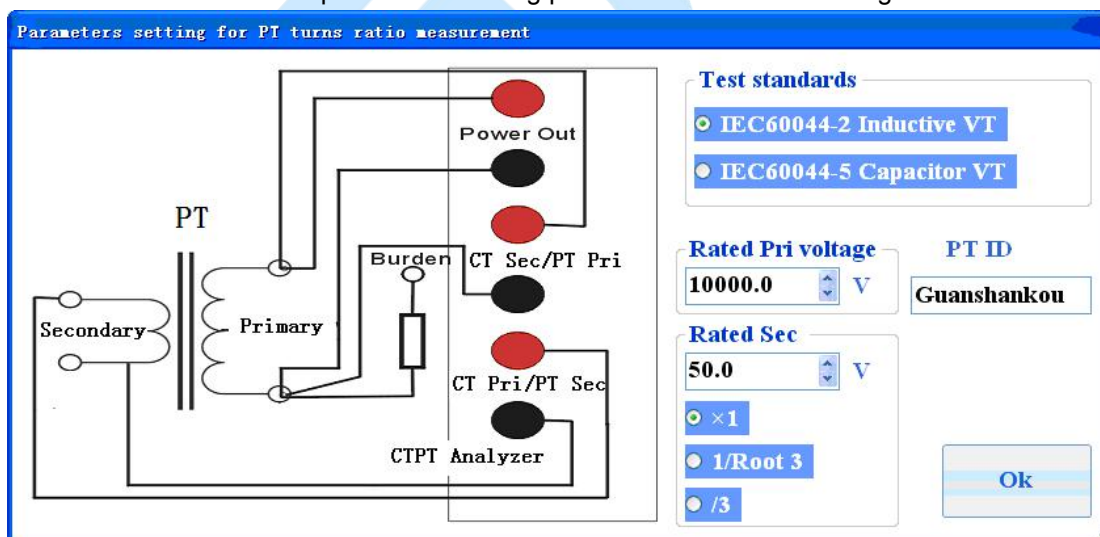 Parameters setting for PT turns ratio measurement
Test standards
IEC60044-2 Inductive VT
IEC60044-5 Capacitor VT
Power Out
PT
CT Sec/PT Pri
Burden
Secondary
Primary
CT Pri/PT Sec
CTPT Analyzer
Rated Pri voltage
10000.0 V
PT ID
Guanshankou
Rated Sec
50.0 V
×1
1/Root 3
/3
Ok